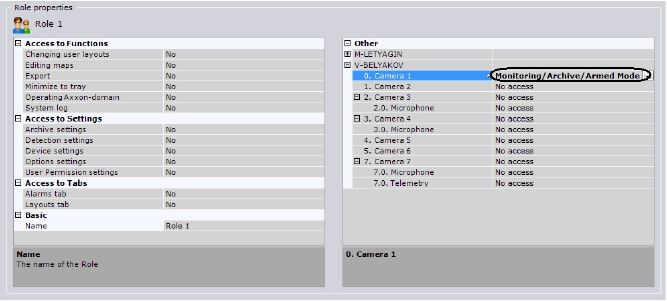 Role properties
Role 1
Access to Functions
Changing user layouts No
Editing maps No
Export No
Minimize to tray No
Operating Axxon-domain No
System log No
Access to Settings
Archive settings No
Detection settings No
Device settings No
Options settings No
User Permission settings No
Access to Tabs
Alarms tab No
Layouts tab No
Basic
Name Role 1
Name
The name of the Role
Other
M-LETYAGIN
V-BELYAKOV
0. Camera 1 Monitoring/Archive/Armed Mode
1. Camera 2 No access
2. Camera 3 No access
2.0. Microphone No access
3. Camera 4 No access
3.0. Microphone No access
4. Camera 5 No access
5. Camera 6 No access
7. Camera 7 No access
7.0. Microphone No access
7.0. Telemetry No access
0. Camera 1